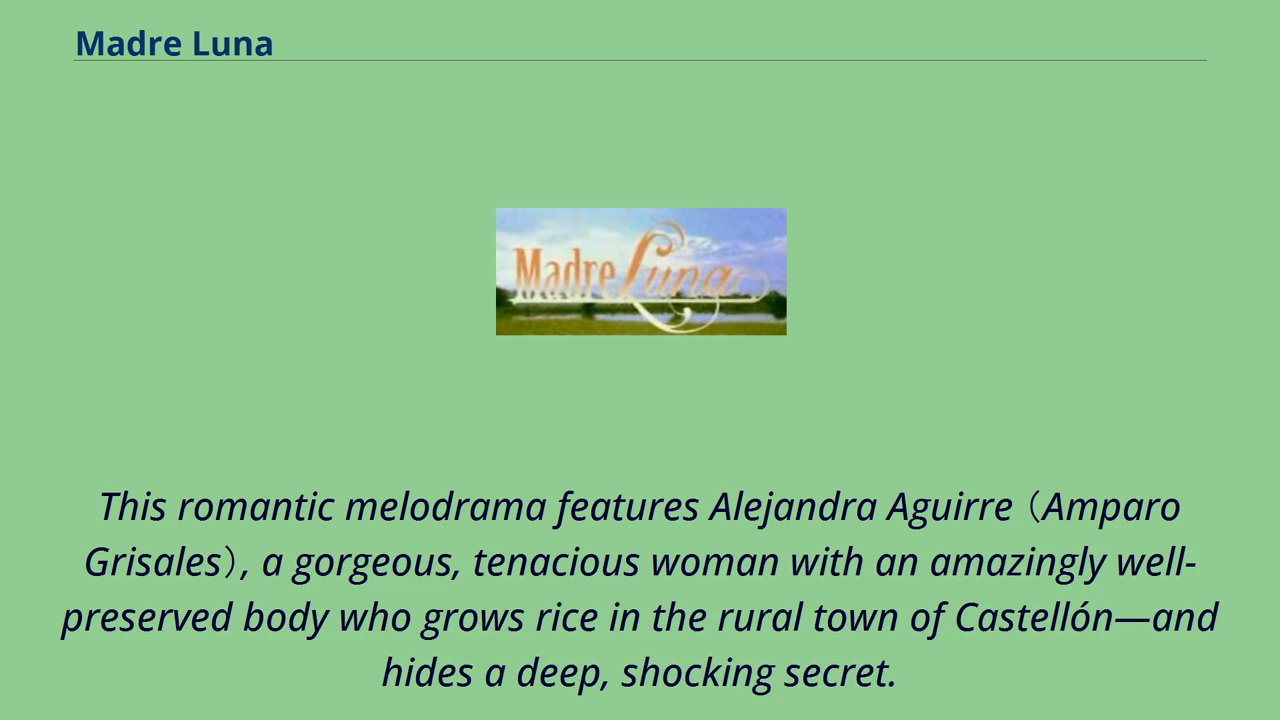 Madre Luna
Madre Luna
This romantic melodrama features Alejandra Aguirre（Amparo
Grisales）, a gorgeous, tenacious woman with an amazingly well-
preserved body who grows rice in the rural town of Castellón—and
hides a deep, shocking secret.